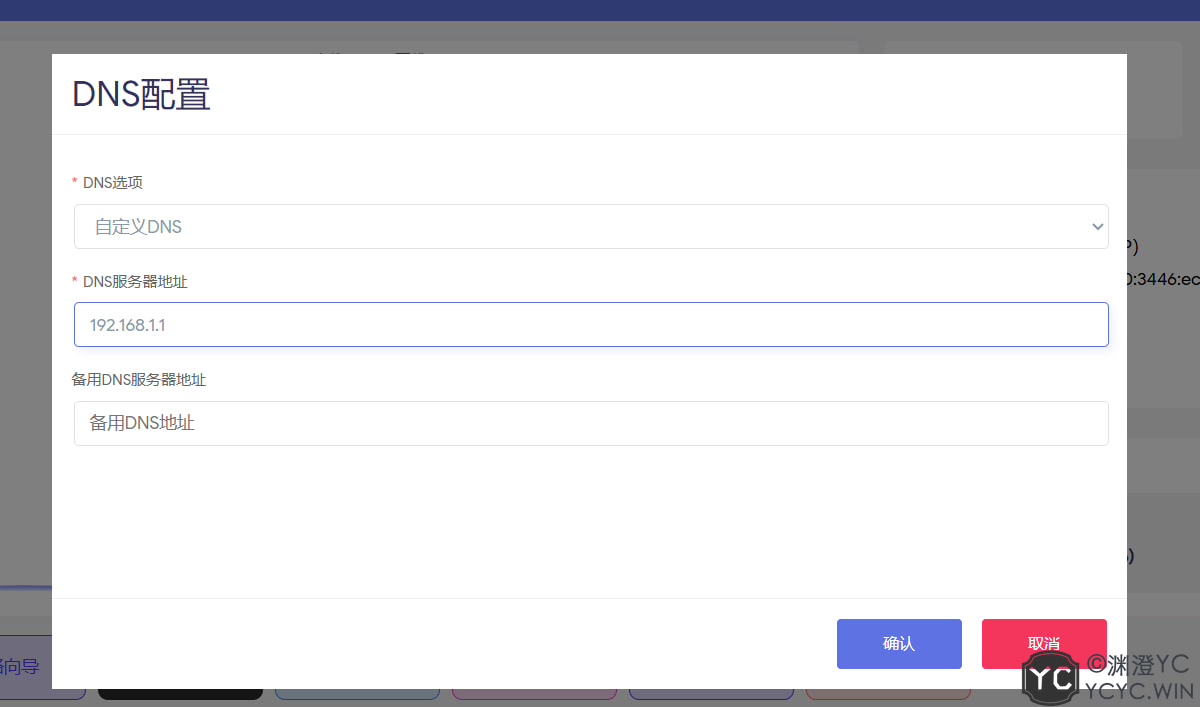 DNS配置
* DNS选项
自定义DNS
* DNS服务器地址
192.168.1.1
备用DNS服务器地址
备用DNS地址
P)
0:3446:ec
)
向导
确认
取消
YC
©渊澄YC
YCYC.WIN